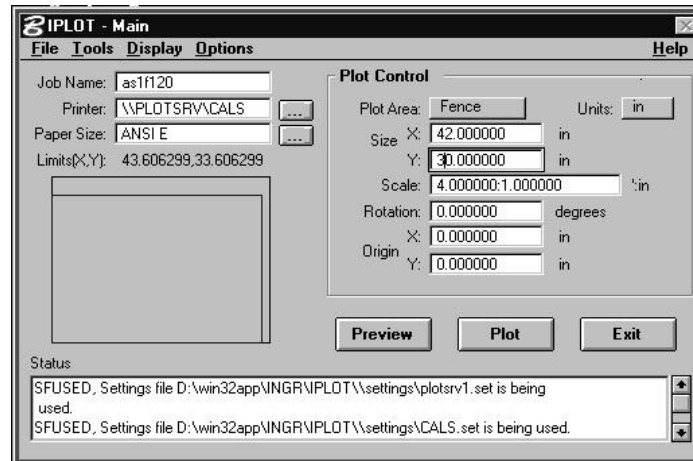 IPLOT - Main
File Tools Display Options Help
Job Name: as1f120
Printer: \\PLOTSRV\CALS ...
Paper Size: ANSI E ...
Limits(X,Y): 43.606299,33.606299
Plot Control
Plot Area: Fence Units: in
Size X: 42.000000 in
Y: 30.000000 in
Scale: 4.000000:1.000000 ':in
Rotation: 0.000000 degrees
Origin X: 0.000000 in
Y: 0.000000 in
Preview Plot Exit
Status
SFUSED, Settings file D:\win32app\INGR\IPLOT\\settings\plotsrv1.set is being
used.
SFUSED, Settings file D:\win32app\INGR\IPLOT\\settings\CALS.set is being used.